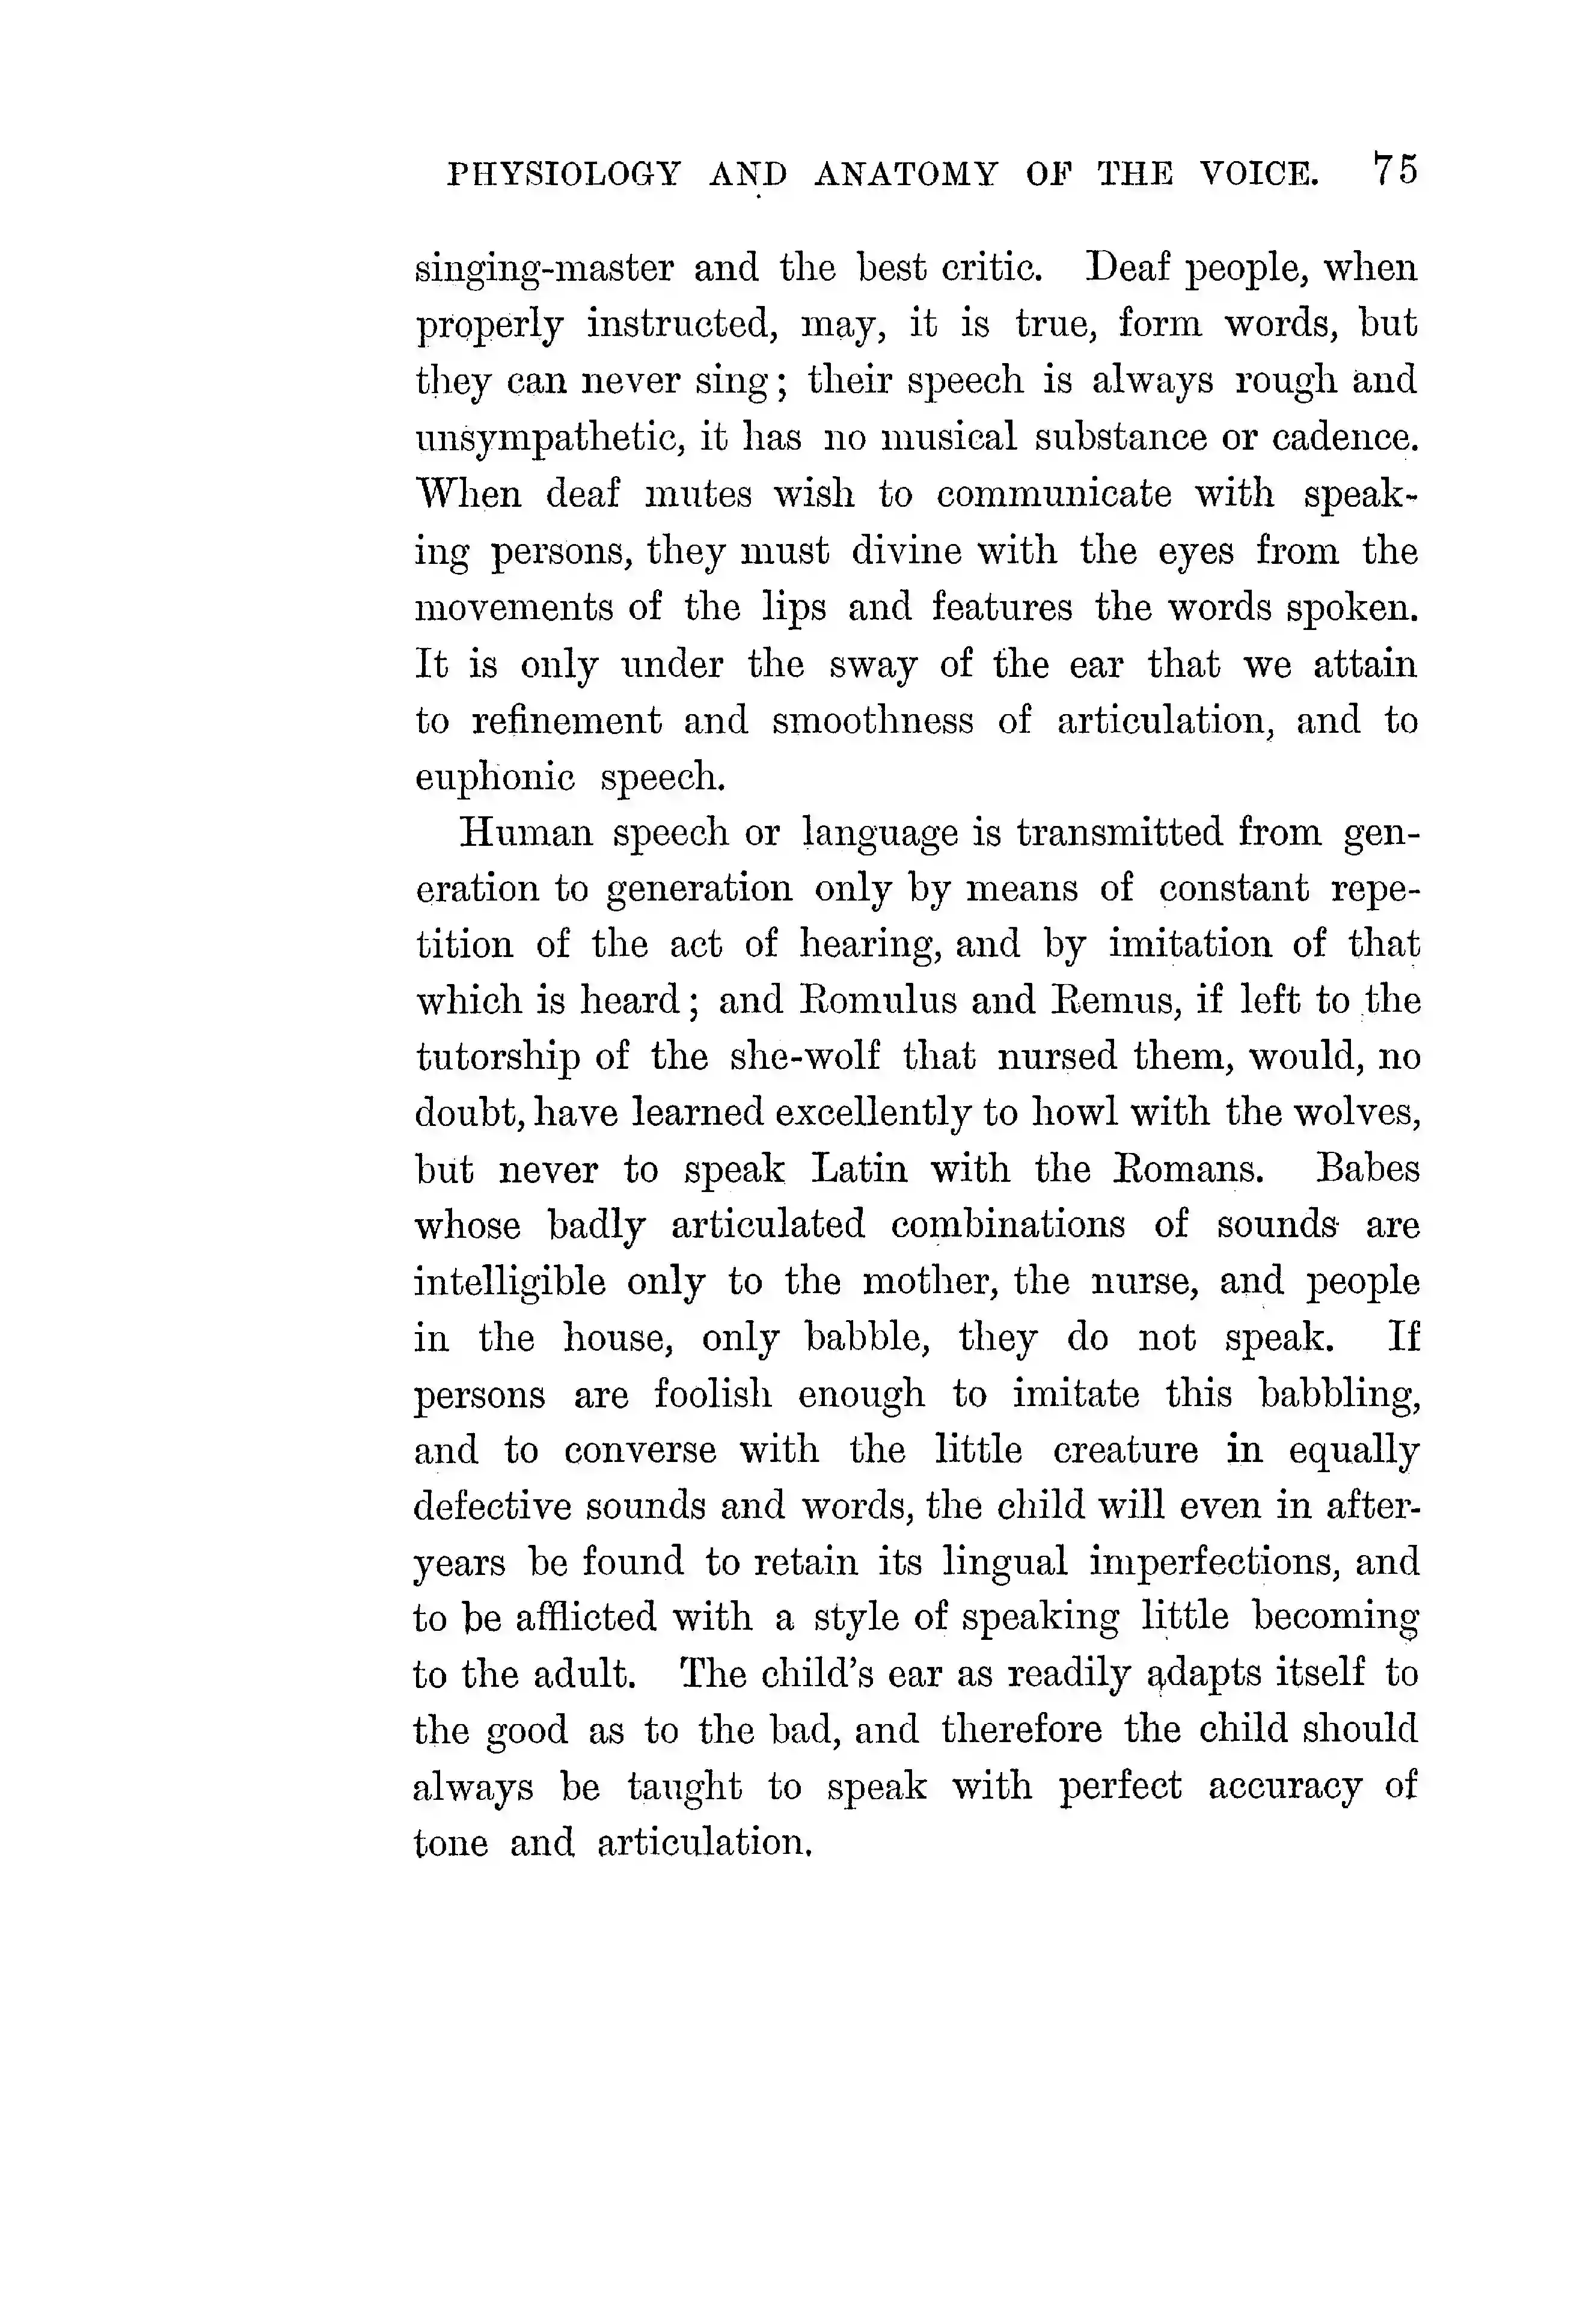 PHYSIOLOGY AND ANATOMY OF THE VOICE. 75
singing-master and the best critic. Deaf people, when
properly instructed, may, it is true, form words, but
they can never sing; their speech is always rough and
unsympathetic, it has no musical substance or cadence.
When deaf mutes wish to communicate with speak-
ing persons, they must divine with the eyes from the
movements of the lips and features the words spoken.
It is only under the sway of the ear that we attain
to refinement and smoothness of articulation, and to
euphonic speech.
Human speech or language is transmitted from gen-
eration to generation only by means of constant repe-
tition of the act of hearing, and by imitation of that
which is heard; and Romulus and Remus, if left to the
tutorship of the she-wolf that nursed them, would, no
doubt, have learned excellently to howl with the wolves,
but never to speak Latin with the Romans. Babes
whose badly articulated combinations of sounds are
intelligible only to the mother, the nurse, and people
in the house, only babble, they do not speak. If
persons are foolish enough to imitate this babbling,
and to converse with the little creature in equally
defective sounds and words, the child will even in after-
years be found to retain its lingual imperfections, and
to be afflicted with a style of speaking little becoming
to the adult. The child's ear as readily adapts itself to
the good as to the bad, and therefore the child should
always be taught to speak with perfect accuracy of
tone and articulation.